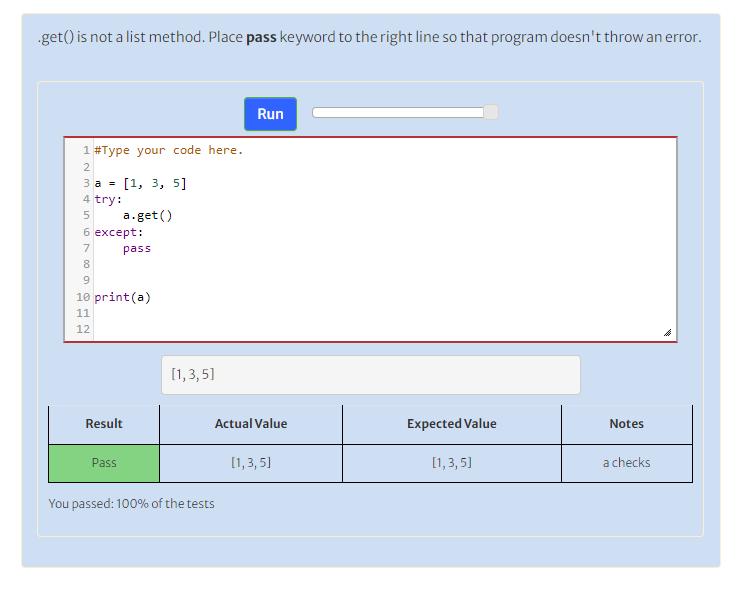 .get() is not a list method. Place pass keyword to the right line so that program doesn't throw an error.
Run
1 #Type your code here.
2
3 a = [1, 3, 5]
4 try:
5     a.get()
6 except:
7     pass
8
9
10 print(a)
11
12
[1, 3, 5]
Result Actual Value Expected Value Notes
Pass [1, 3, 5] [1, 3, 5] a checks
You passed: 100% of the tests